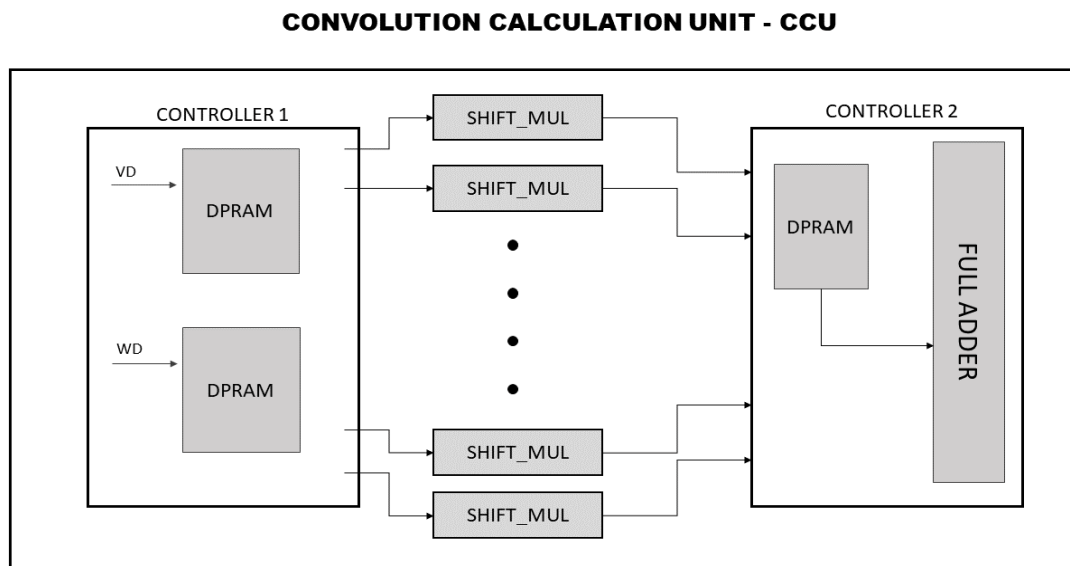 CONVOLUTION CALCULATION UNIT - CCU
CONTROLLER 1
VD
DPRAM
WD
DPRAM
SHIFT_MUL
SHIFT_MUL
SHIFT_MUL
SHIFT_MUL
CONTROLLER 2
DPRAM
FULL ADDER